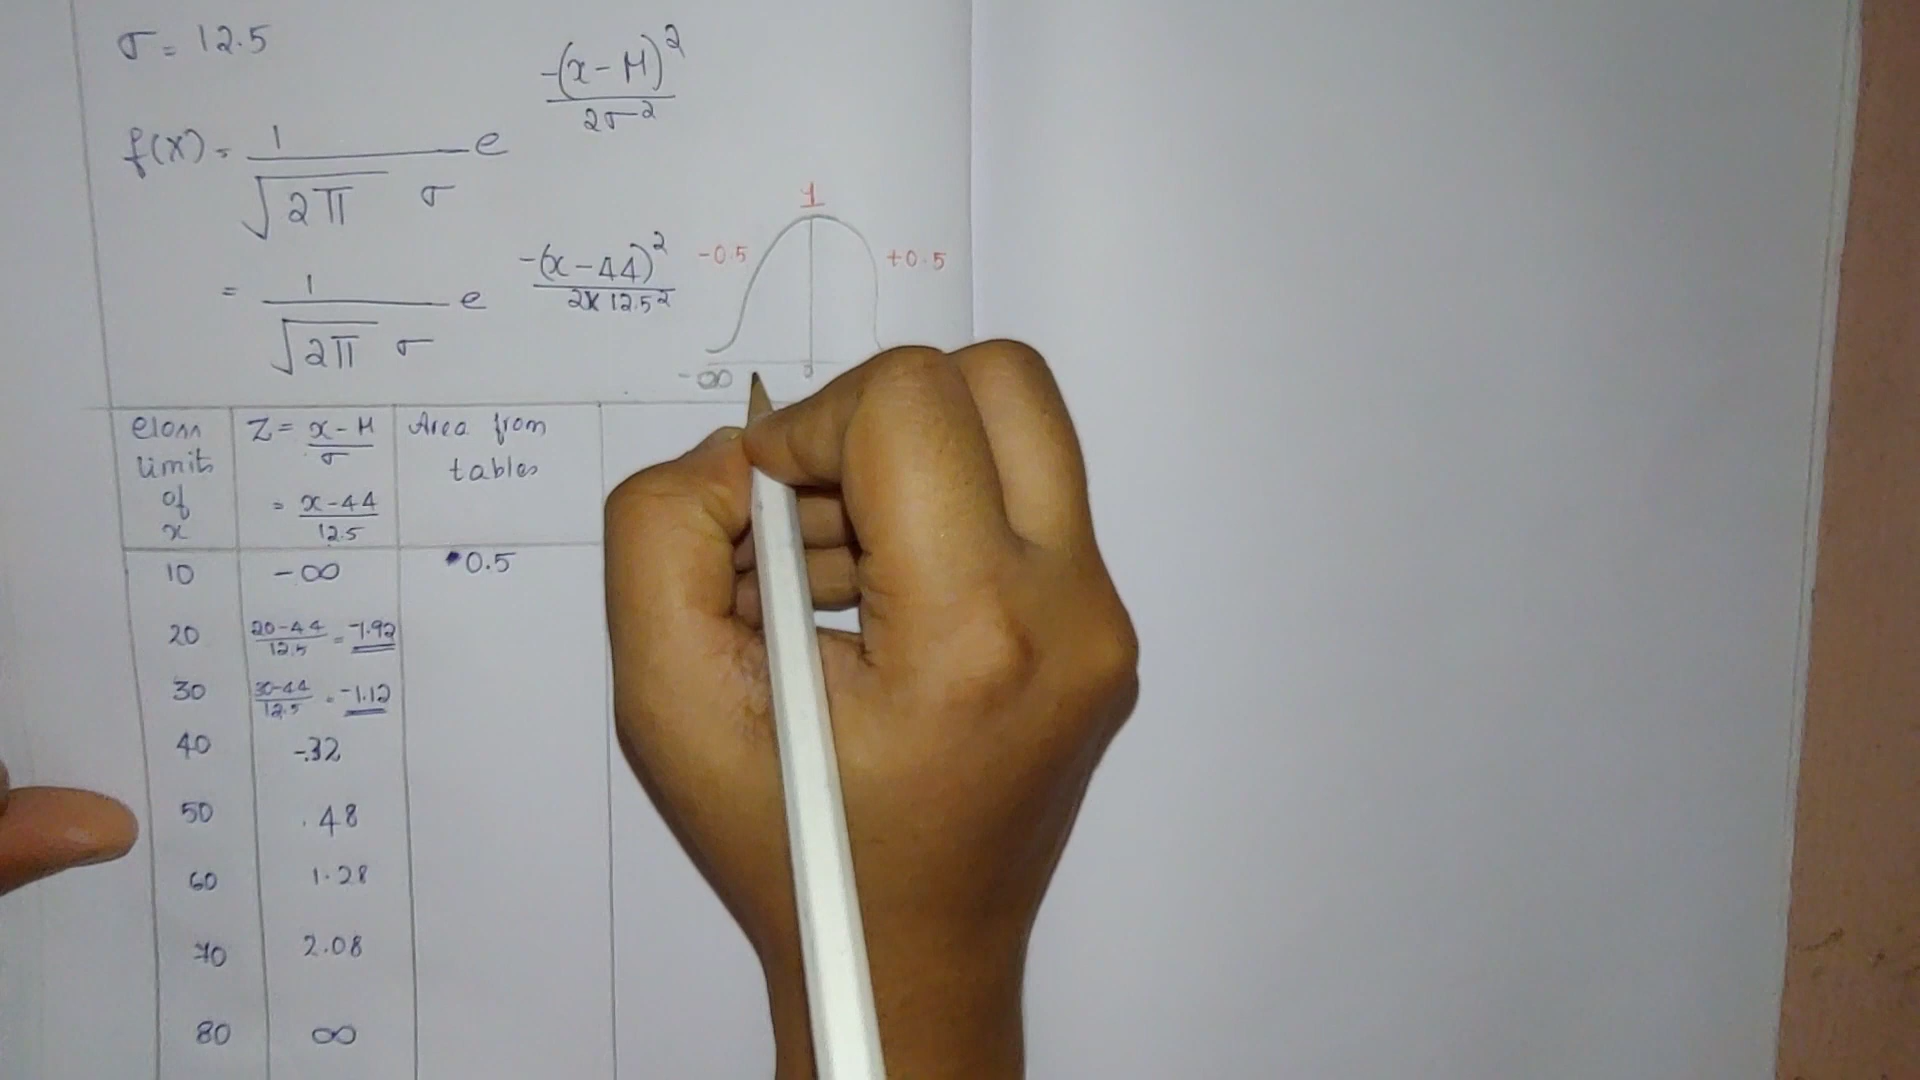 σ = 12.5
f(x) = 1/(√2π σ) e -(x-μ)²/2σ²
= 1/(√2π σ) e -(x-44)²/2x12.5²
1
-0.5
+0.5
-∞
class limits of x
Z = x-μ/σ
= x-44/12.5
Area from tables
10 -∞ 0.5
20 20-44/12.5 = -1.92
30 30-44/12.5 = -1.12
40 -.32
50 .48
60 1.28
70 2.08
80 ∞